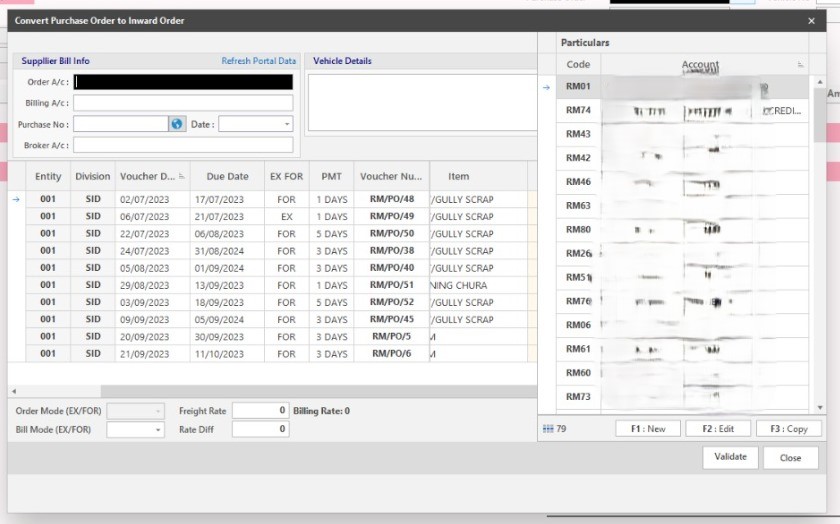 Convert Purchase Order to Inward Order
Supplier Bill Info Refresh Portal Data
Order A/c :
Billing A/c :
Purchase No : Date :
Broker A/c :
Vehicle Details
Entity Division Voucher D... Due Date EX FOR PMT Voucher Nu... Item
001 SID 02/07/2023 17/07/2023 FOR 1 DAYS RM/PO/48 /GULLY SCRAP
001 SID 06/07/2023 21/07/2023 EX 1 DAYS RM/PO/49 /GULLY SCRAP
001 SID 22/07/2023 06/08/2023 FOR 5 DAYS RM/PO/50 /GULLY SCRAP
001 SID 24/07/2023 31/08/2024 FOR 3 DAYS RM/PO/38 /GULLY SCRAP
001 SID 05/08/2023 01/09/2024 FOR 3 DAYS RM/PO/40 /GULLY SCRAP
001 SID 29/08/2023 13/09/2023 FOR 1 DAYS RM/PO/51 NING CHURA
001 SID 03/09/2023 18/09/2023 FOR 5 DAYS RM/PO/52 /GULLY SCRAP
001 SID 09/09/2023 05/09/2024 FOR 3 DAYS RM/PO/45 /GULLY SCRAP
001 SID 20/09/2023 30/09/2023 FOR 3 DAYS RM/PO/5
001 SID 21/09/2023 11/10/2023 FOR 3 DAYS RM/PO/6
Order Mode (EX/FOR) Freight Rate 0 Billing Rate: 0
Bill Mode (EX/FOR) Rate Diff 0
Particulars
Code Account
RM01
RM74 CREDI...
RM43
RM42
RM46
RM63
RM80
RM26
RM51
RM76
RM06
RM61
RM60
RM73
79 F1 : New F2 : Edit F3 : Copy
Validate Close